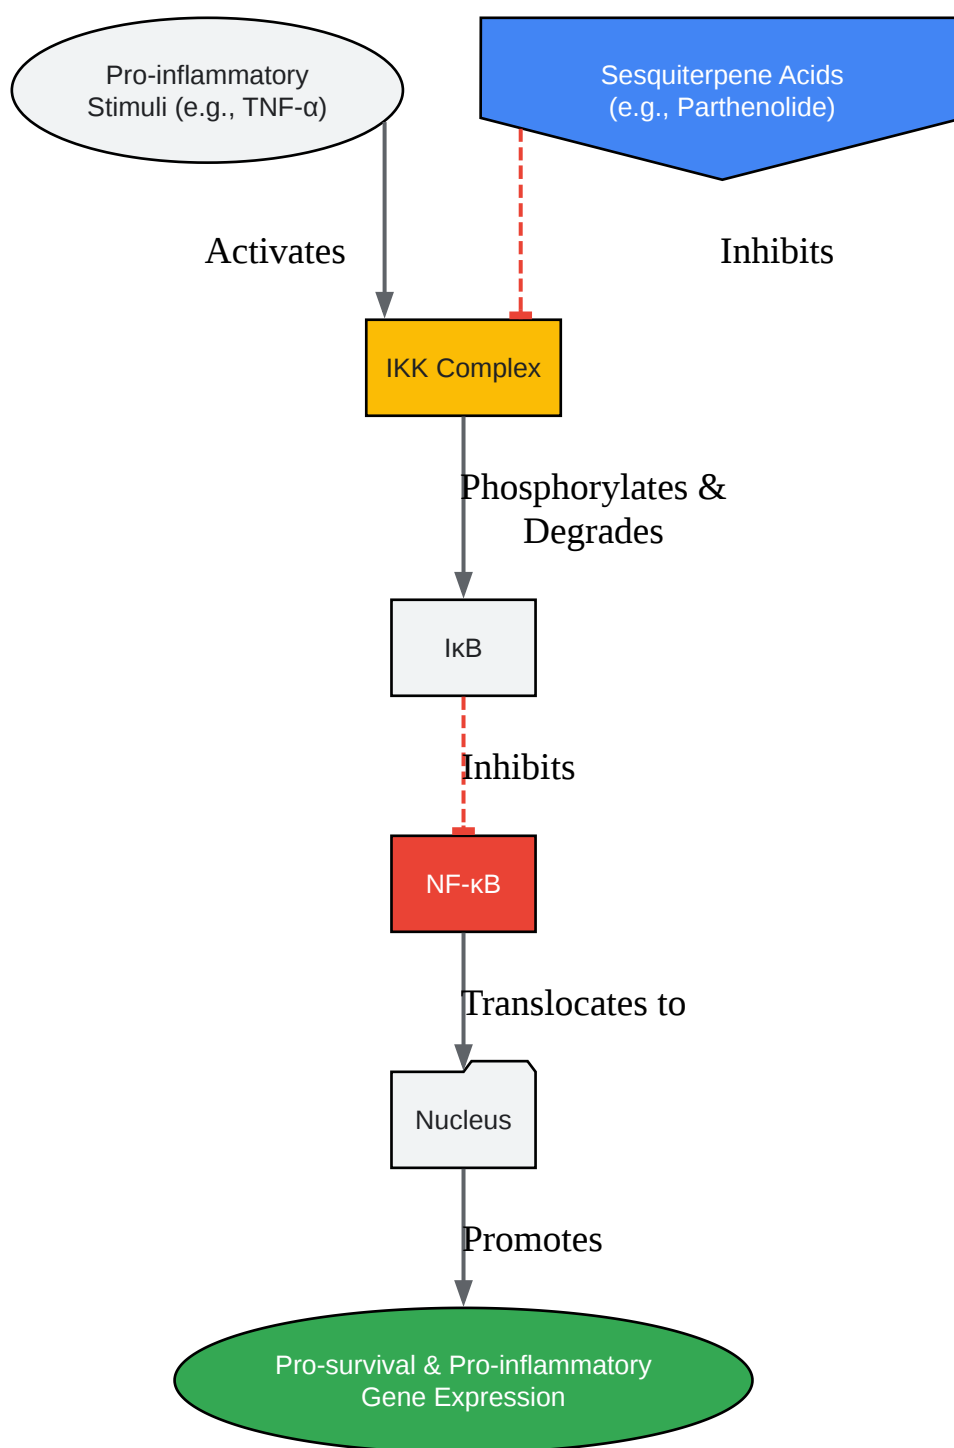 Pro-inflammatory
Stimuli (e.g., TNF-α)
Sesquiterpene Acids
(e.g., Parthenolide)
Activates
Inhibits
IKK Complex
Phosphorylates &
Degrades
IκB
Inhibits
NF-κB
Translocates to
Nucleus
Promotes
Pro-survival & Pro-inflammatory
Gene Expression